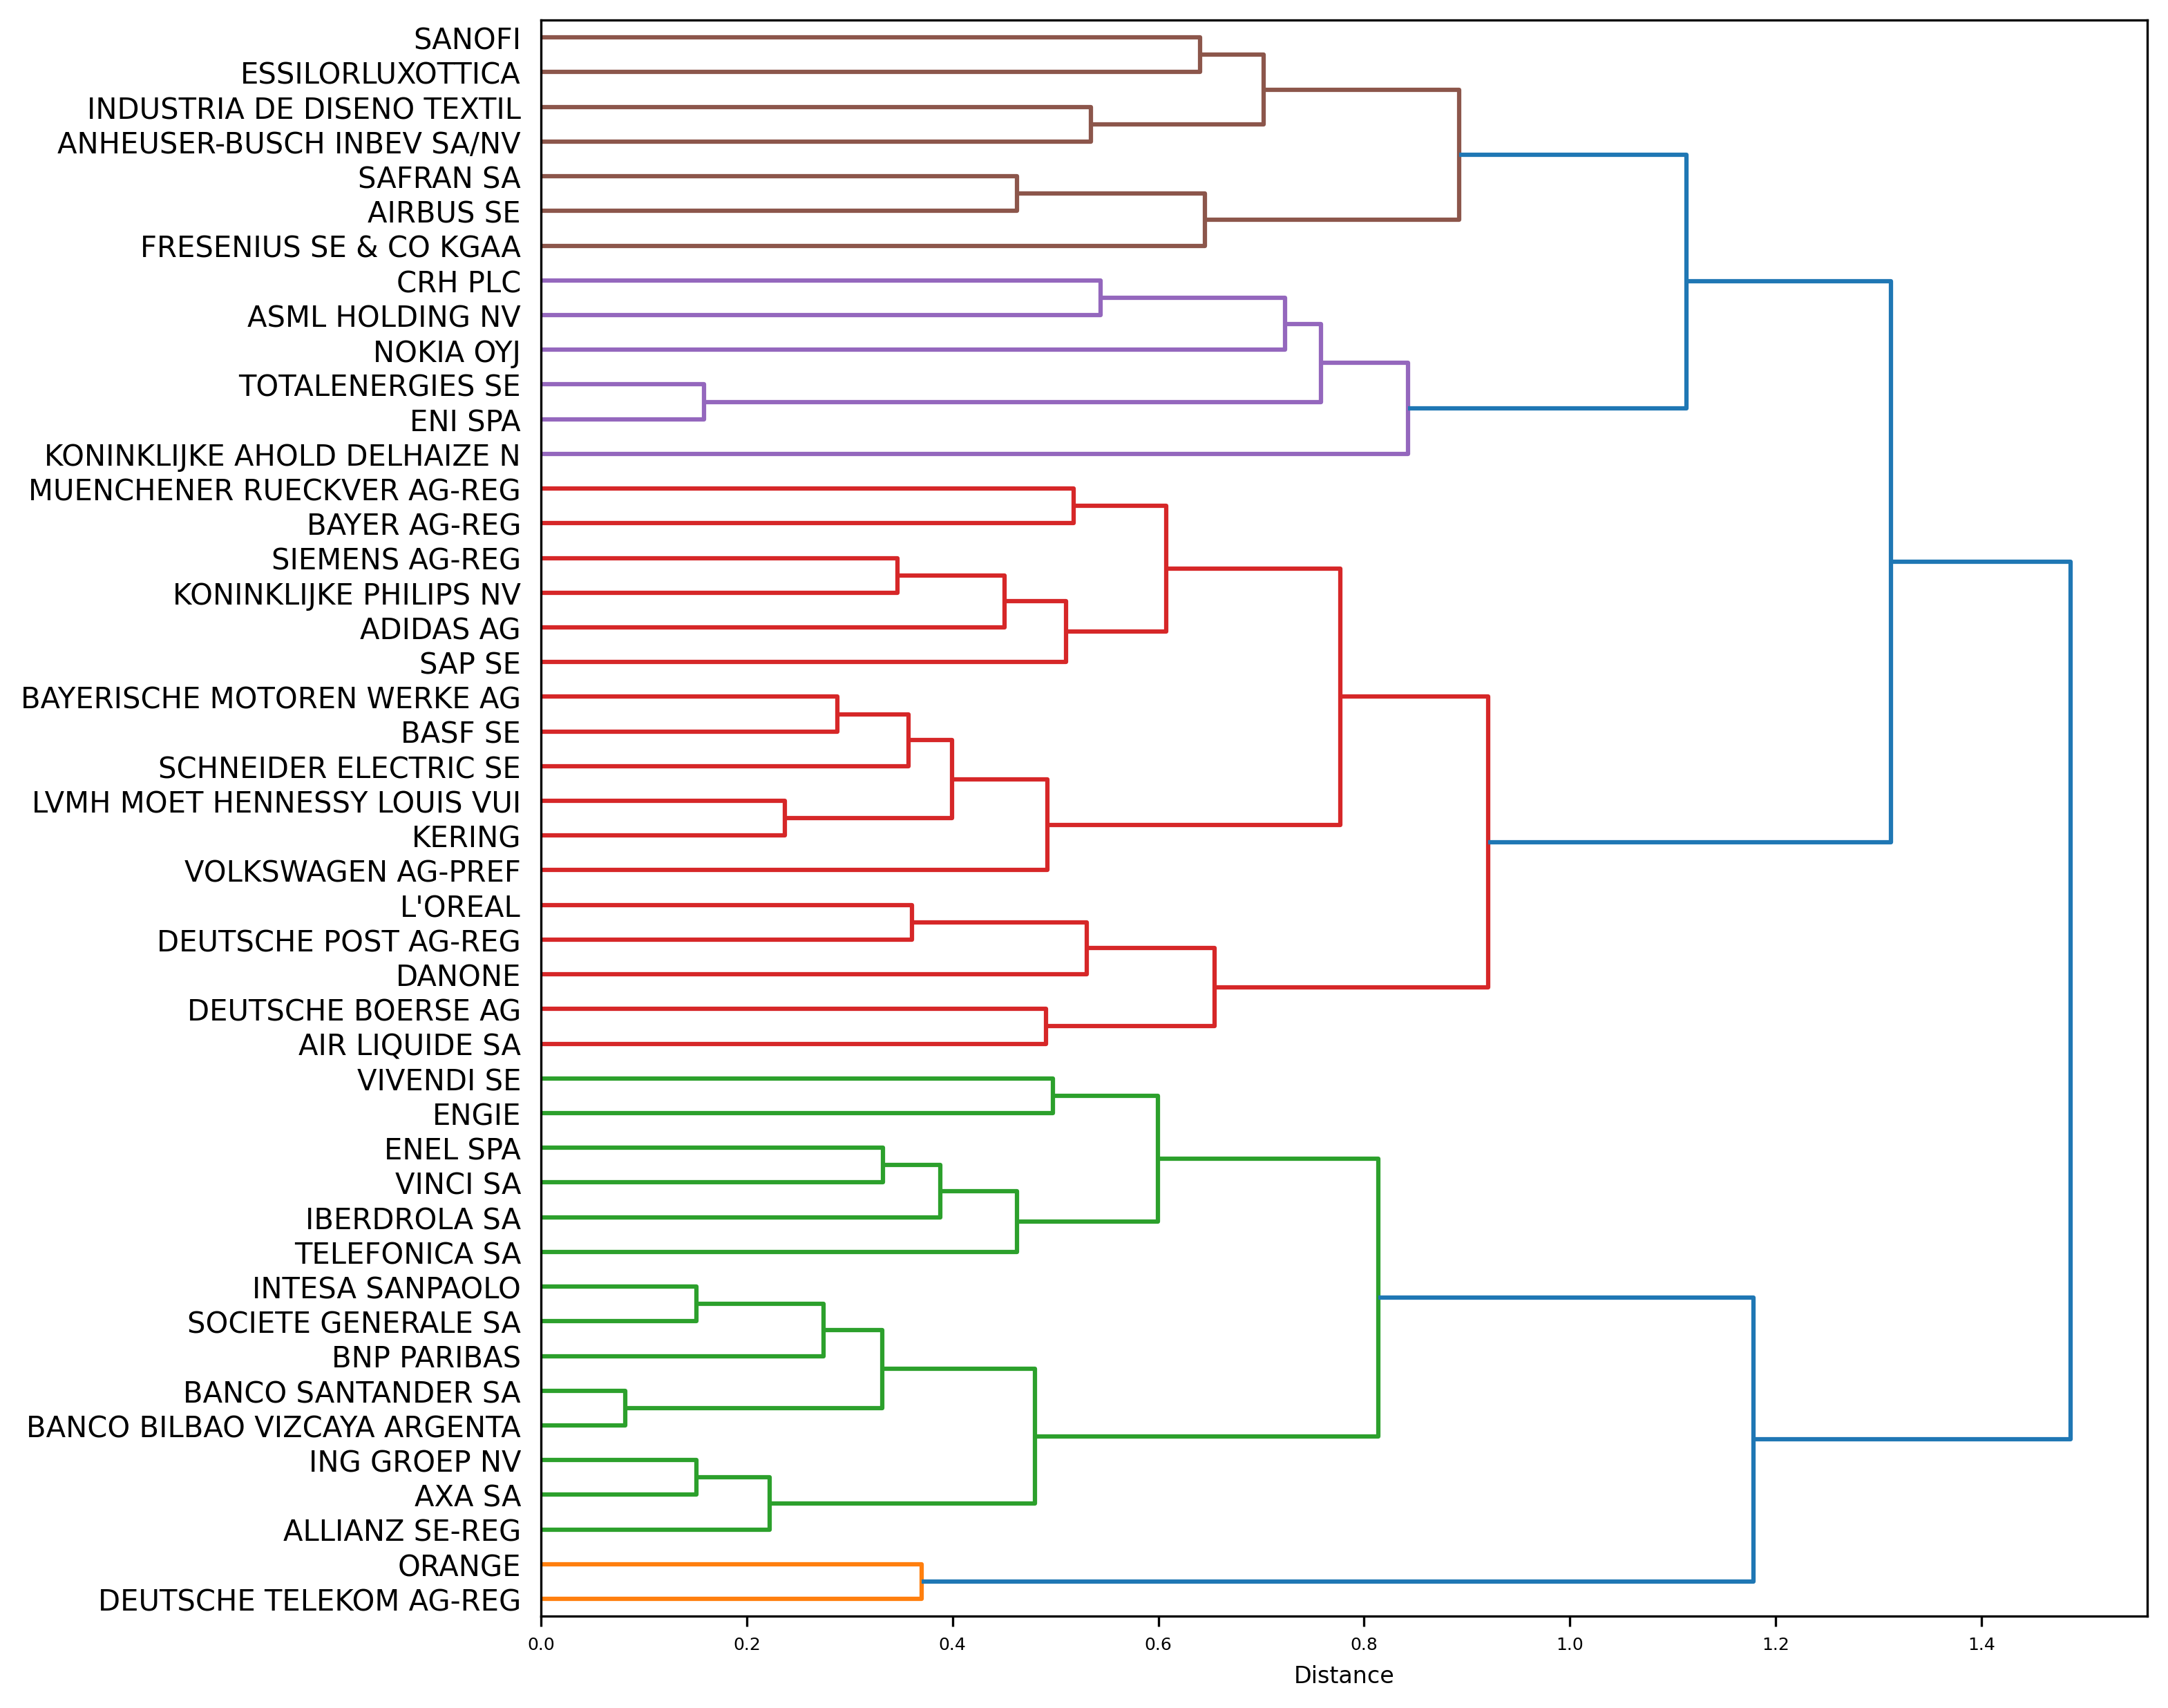 SANOFI
ESSILORLUXOTTICA
INDUSTRIA DE DISENO TEXTIL
ANHEUSER-BUSCH INBEV SA/NV
SAFRAN SA
AIRBUS SE
FRESENIUS SE & CO KGAA
CRH PLC
ASML HOLDING NV
NOKIA OYJ
TOTALENERGIES SE
ENI SPA
KONINKLIJKE AHOLD DELHAIZE N
MUENCHENER RUECKVER AG-REG
BAYER AG-REG
SIEMENS AG-REG
KONINKLIJKE PHILIPS NV
ADIDAS AG
SAP SE
BAYERISCHE MOTOREN WERKE AG
BASF SE
SCHNEIDER ELECTRIC SE
LVMH MOET HENNESSY LOUIS VUI
KERING
VOLKSWAGEN AG-PREF
L'OREAL
DEUTSCHE POST AG-REG
DANONE
DEUTSCHE BOERSE AG
AIR LIQUIDE SA
VIVENDI SE
ENGIE
ENEL SPA
VINCI SA
IBERDROLA SA
TELEFONICA SA
INTESA SANPAOLO
SOCIETE GENERALE SA
BNP PARIBAS
BANCO SANTANDER SA
BANCO BILBAO VIZCAYA ARGENTA
ING GROEP NV
AXA SA
ALLIANZ SE-REG
ORANGE
DEUTSCHE TELEKOM AG-REG
0.0 0.2 0.4 0.6 0.8 1.0 1.2 1.4
Distance